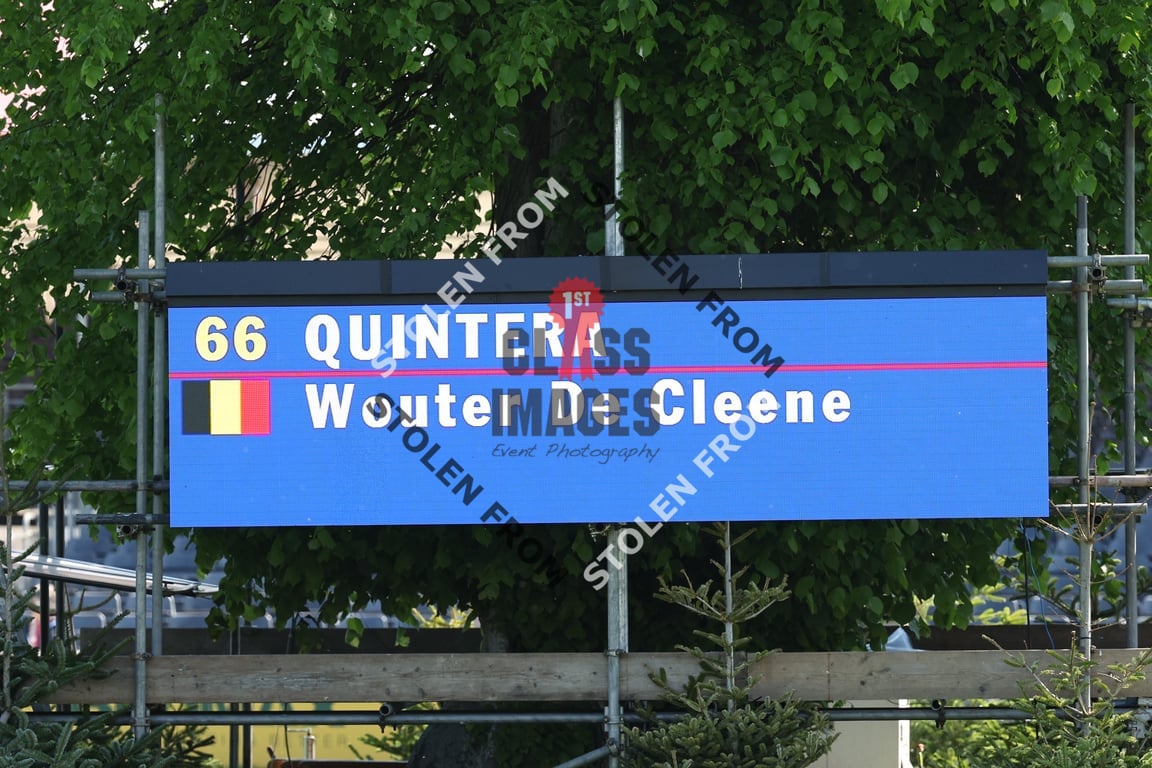 66 QUINTERA
Wouter De Cleene
1ST
CLASS
IMAGES
Event Photography
STOLEN FROM
STOLEN FROM
STOLEN FROM
STOLEN FROM